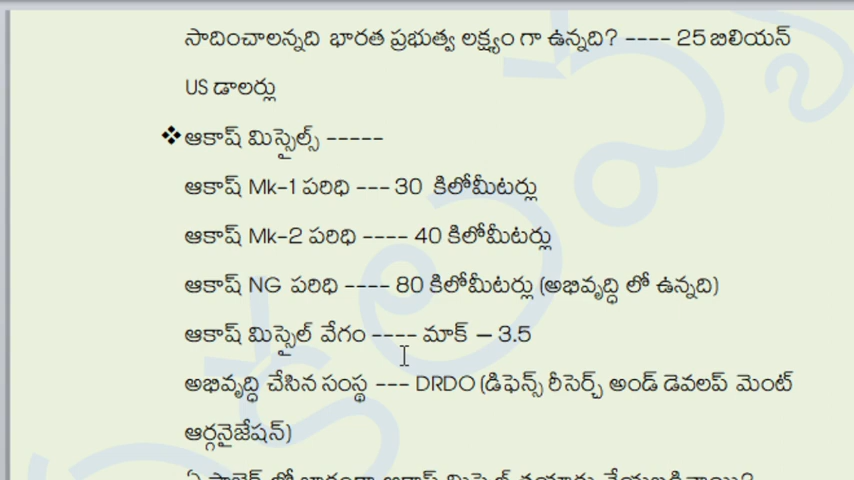 సాదించాలన్నది భారత ప్రభుత్వ లక్ష్యం గా ఉన్నది? ---- 25 బిలియన్
US డాలర్లు
❖ ఆకాష్ మిస్సైల్స్ -----
ఆకాష్ Mk-1 పరిధి --- 30 కిలోమీటర్లు
ఆకాష్ Mk-2 పరిధి ---- 40 కిలోమీటర్లు
ఆకాష్ NG పరిధి ---- 80 కిలోమీటర్లు (అభివృద్ధి లో ఉన్నది)
ఆకాష్ మిస్సైల్ వేగం ---- మాక్ – 3.5
అభివృద్ధి చేసిన సంస్థ --- DRDO (డిఫెన్స్ రీసెర్చ్ అండ్ డెవలప్ మెంట్
ఆర్గనైజేషన్)